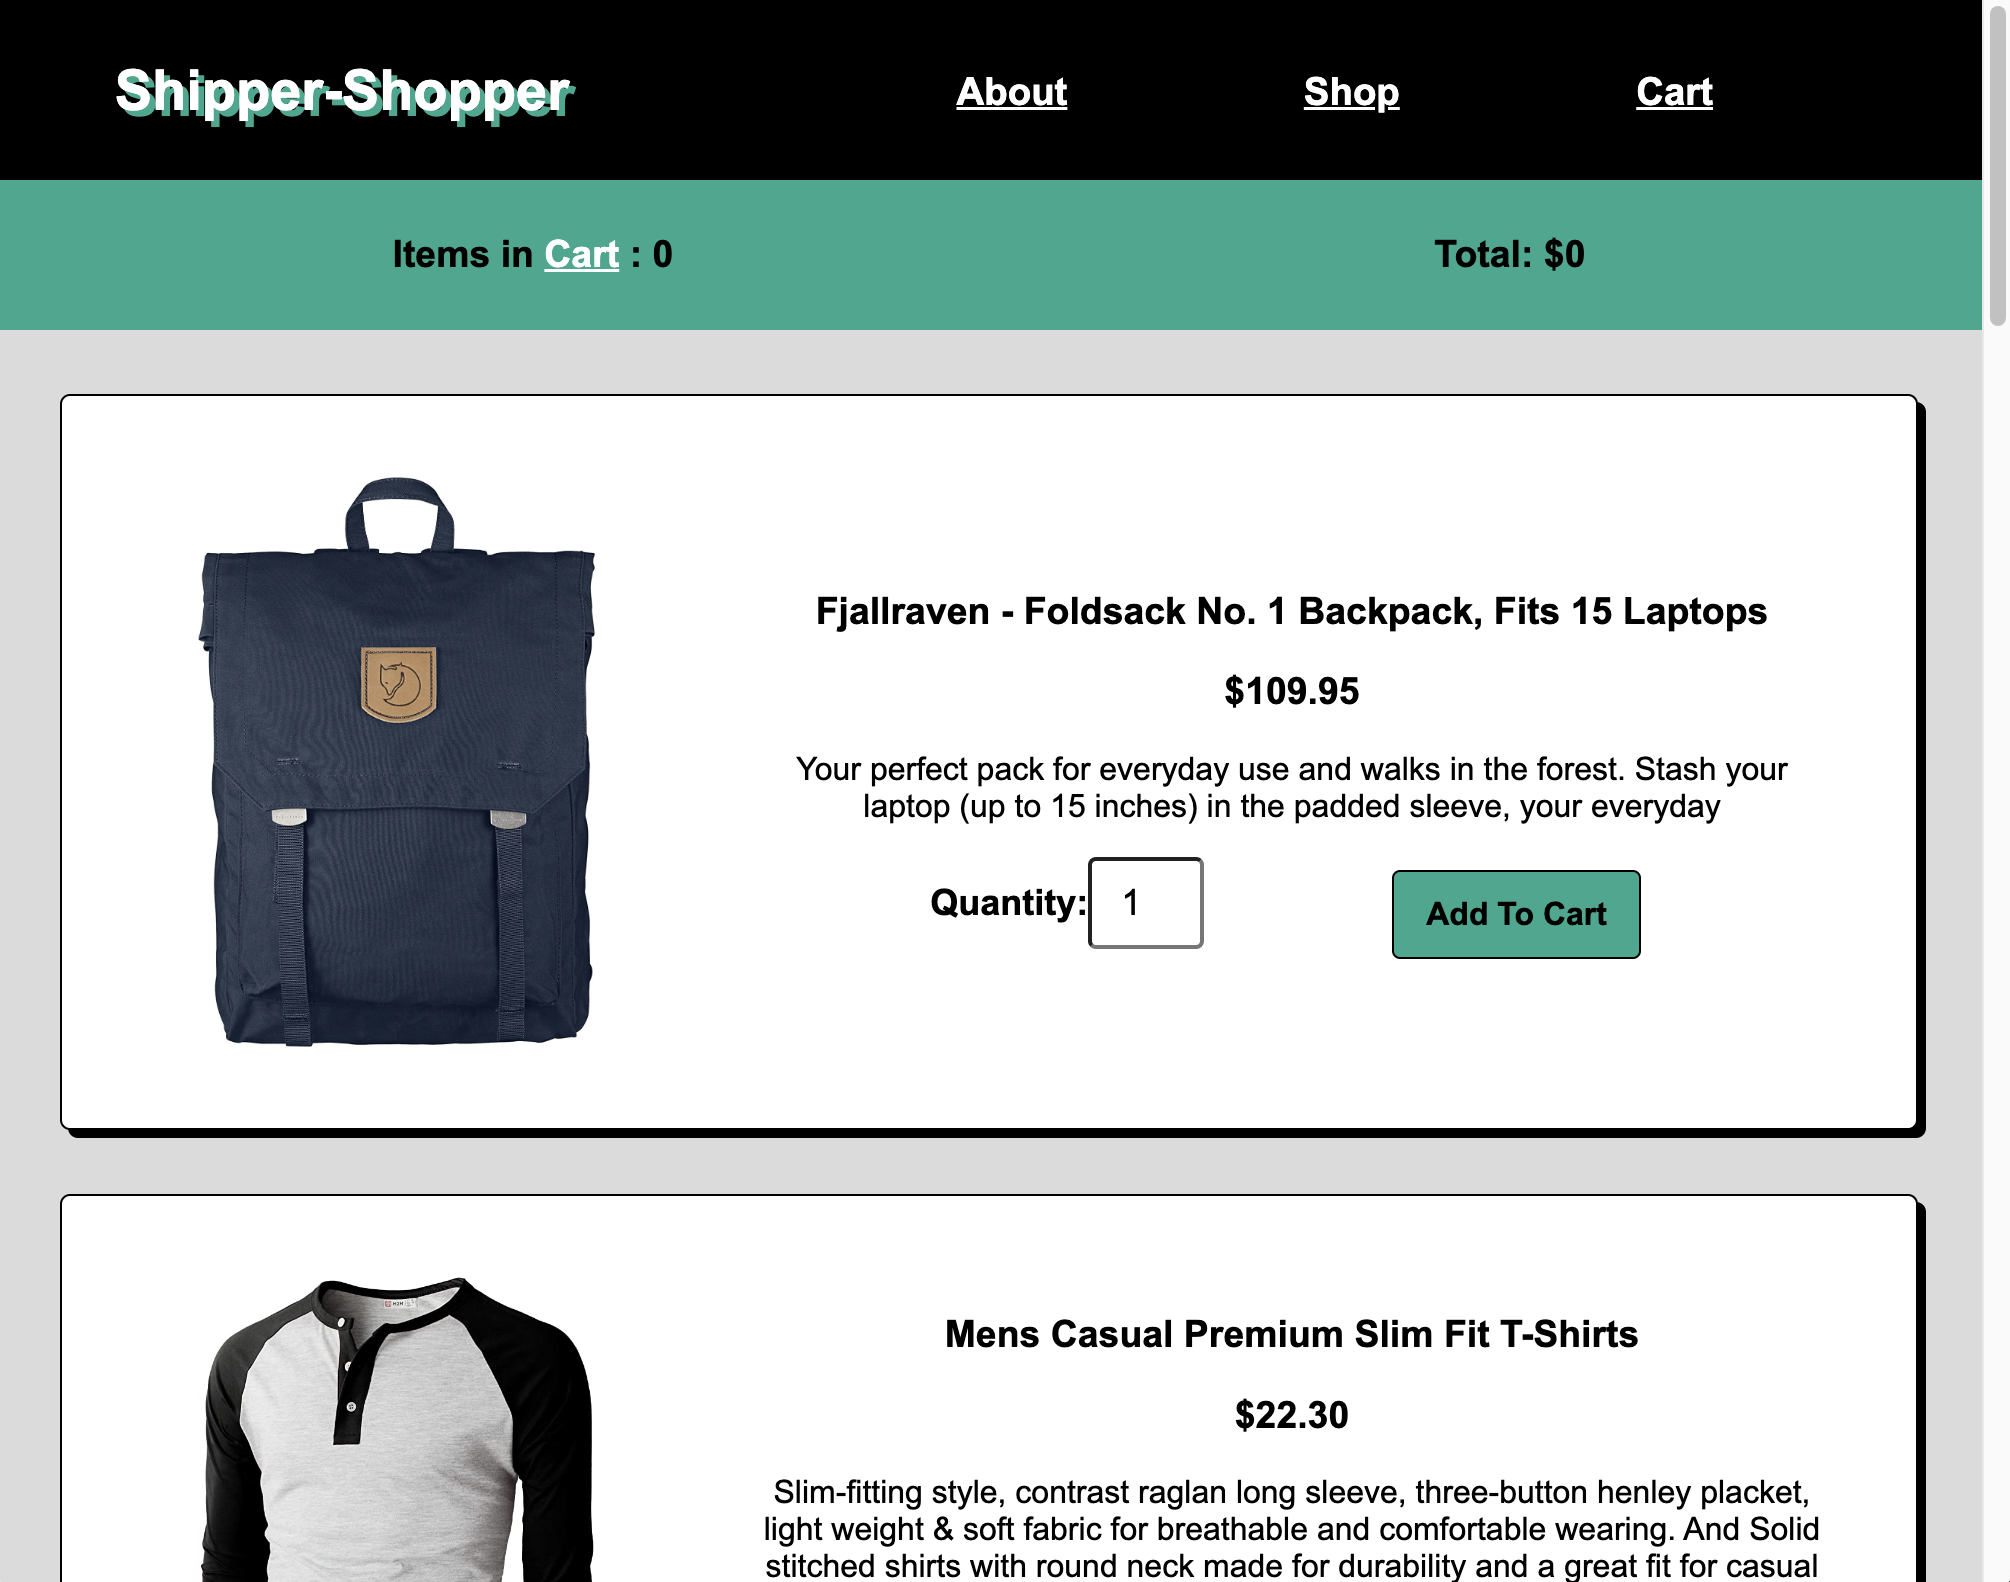 Shipper-Shopper
About
Shop
Cart
Items in Cart : 0
Total: $0
Fjallraven - Foldsack No. 1 Backpack, Fits 15 Laptops
$109.95
Your perfect pack for everyday use and walks in the forest. Stash your
laptop (up to 15 inches) in the padded sleeve, your everyday
Quantity: 1
Add To Cart
Mens Casual Premium Slim Fit T-Shirts
$22.30
Slim-fitting style, contrast raglan long sleeve, three-button henley placket,
light weight & soft fabric for breathable and comfortable wearing. And Solid
stitched shirts with round neck made for durability and a great fit for casual